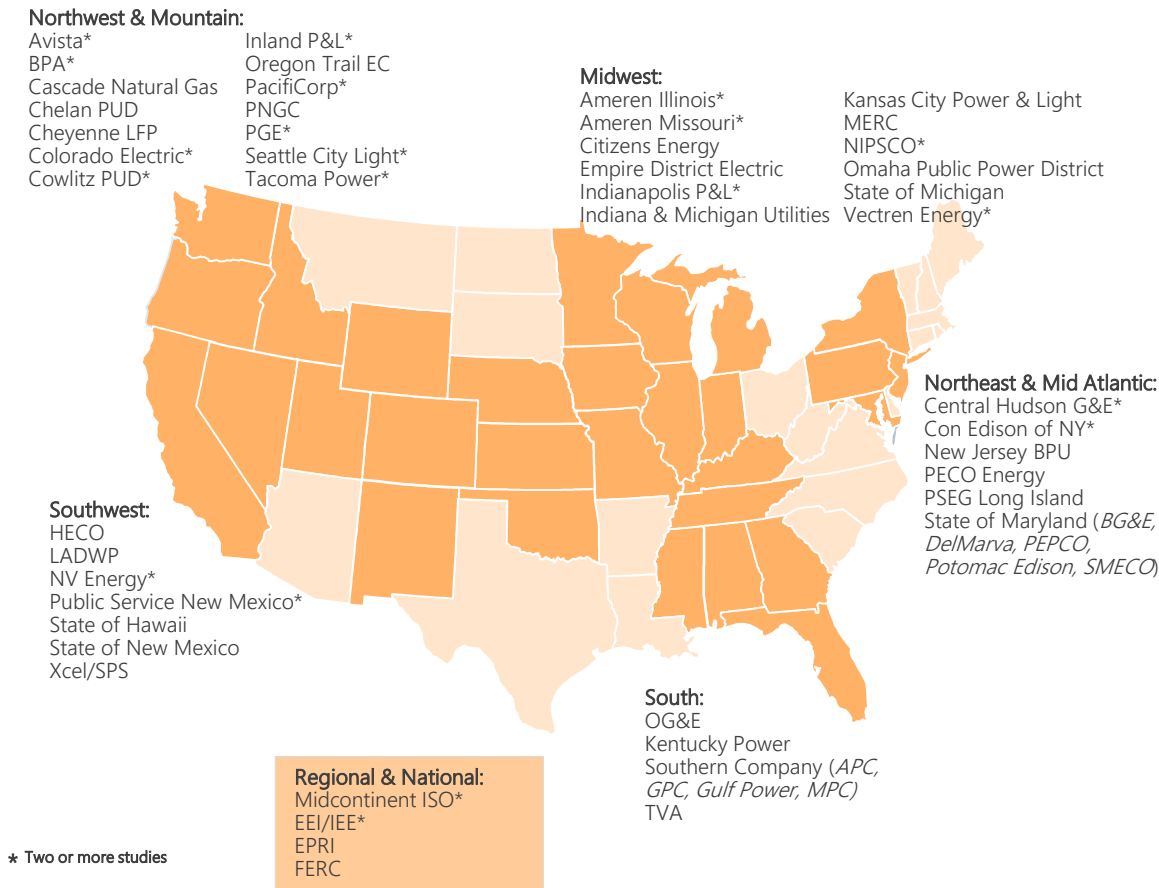 Northwest & Mountain:
Avista*
BPA*
Cascade Natural Gas
Chelan PUD
Cheyenne LFP
Colorado Electric*
Cowlitz PUD*
Inland P&L*
Oregon Trail EC
PacifiCorp*
PNGC
PGE*
Seattle City Light*
Tacoma Power*
Midwest:
Ameren Illinois*
Ameren Missouri*
Citizens Energy
Empire District Electric
Indianapolis P&L*
Indiana & Michigan Utilities
Kansas City Power & Light
MERC
NIPSCO*
Omaha Public Power District
State of Michigan
Vectren Energy*
Northeast & Mid Atlantic:
Central Hudson G&E*
Con Edison of NY*
New Jersey BPU
PECO Energy
PSEG Long Island
State of Maryland (BG&E,
DelMarva, PEPCO,
Potomac Edison, SMECO)
Southwest:
HECO
LADWP
NV Energy*
Public Service New Mexico*
State of Hawaii
State of New Mexico
Xcel/SPS
South:
OG&E
Kentucky Power
Southern Company (APC,
GPC, Gulf Power, MPC)
TVA
Regional & National:
Midcontinent ISO*
EEI/IEE*
EPRI
FERC
* Two or more studies